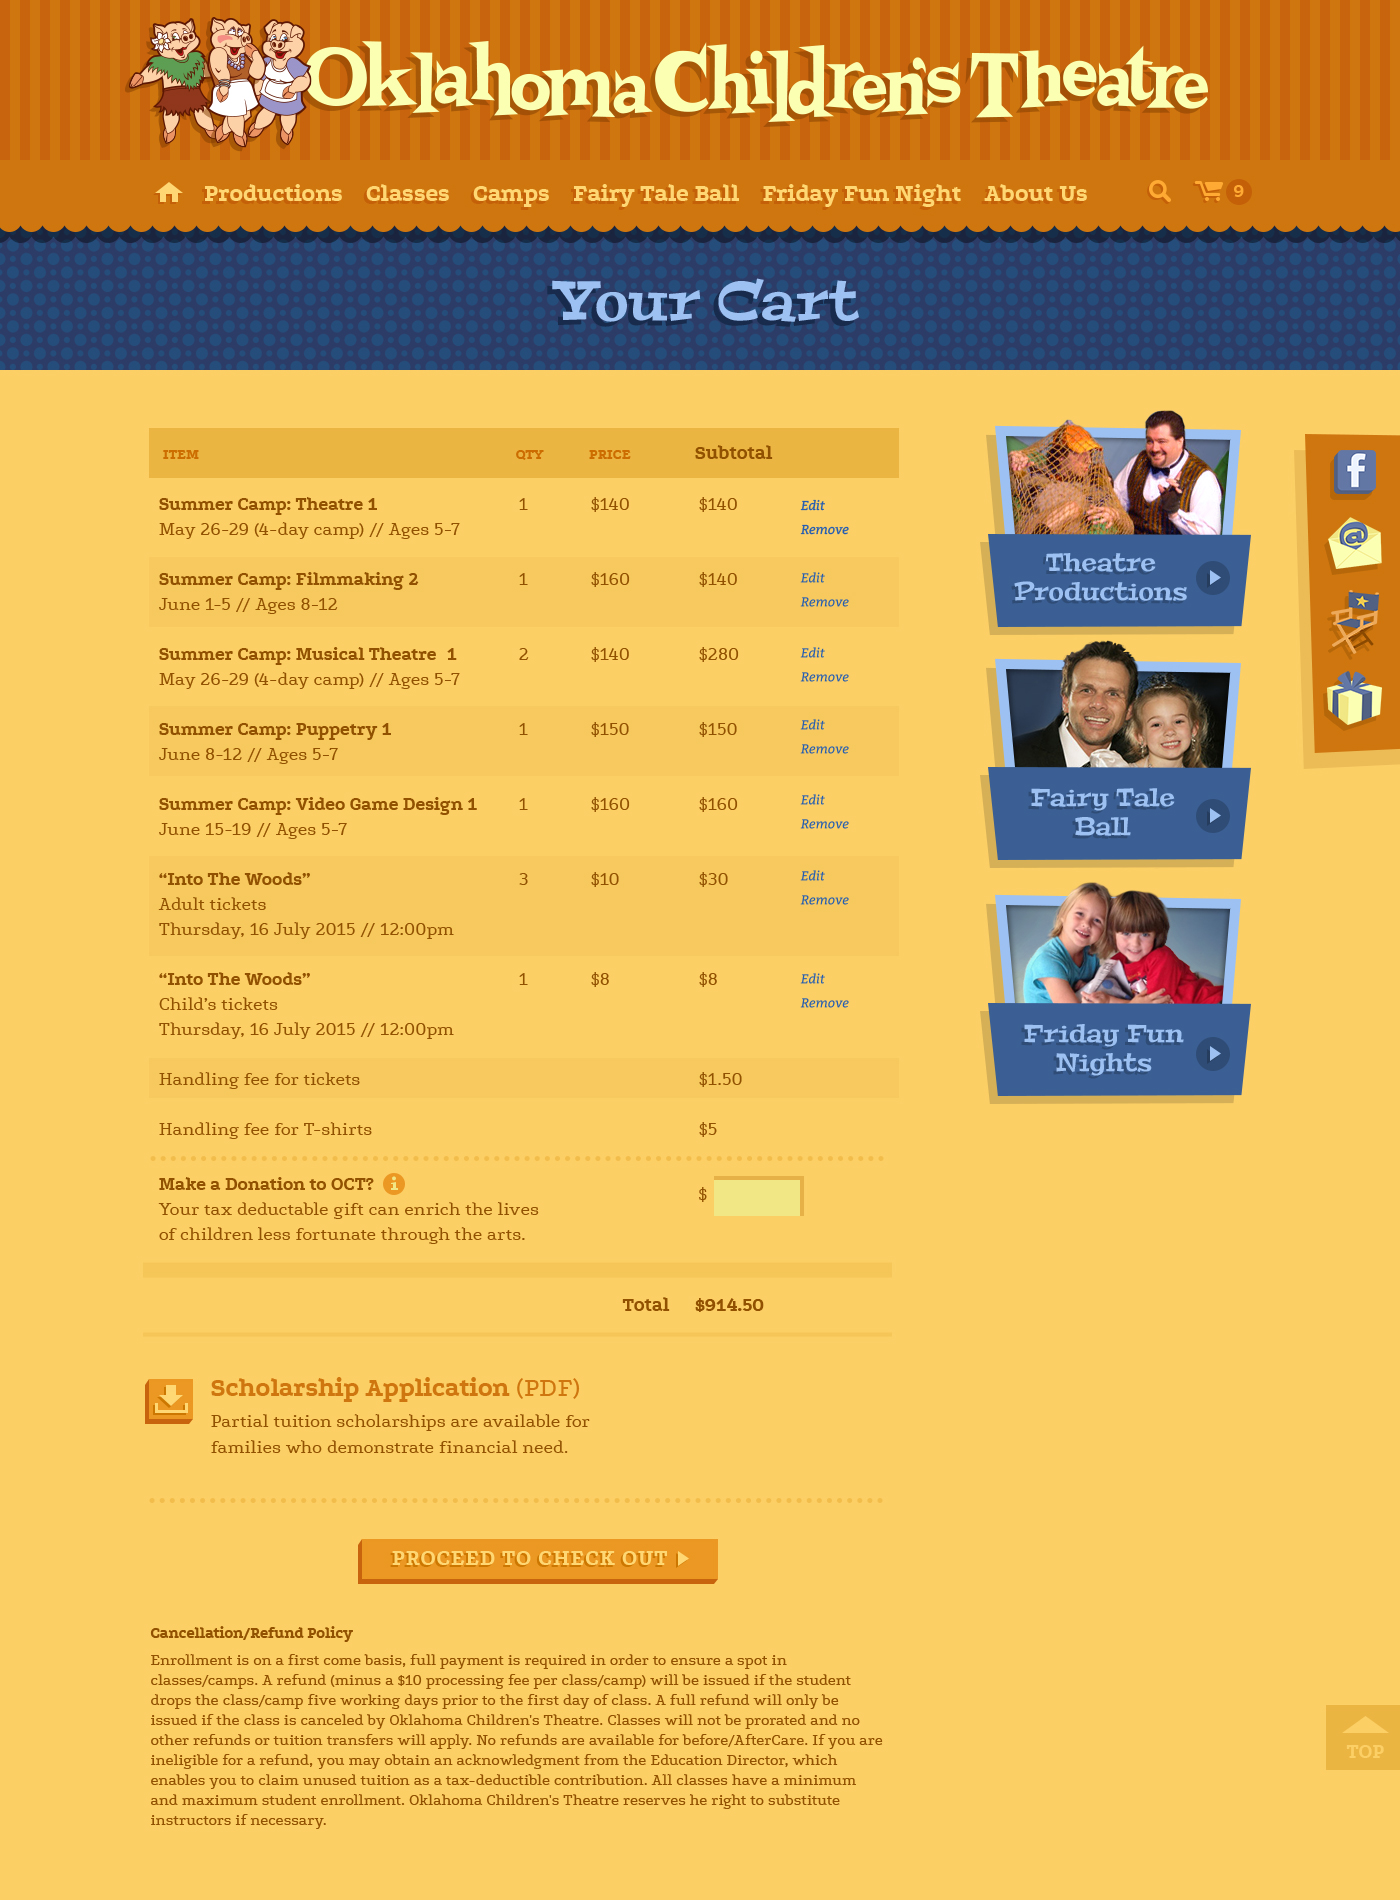 Oklahoma Children's Theatre
Productions Classes Camps Fairy Tale Ball Friday Fun Night About Us 9
Your Cart
ITEM QTY PRICE Subtotal
Summer Camp: Theatre 1 1 $140 $140 Edit
May 26-29 (4-day camp) // Ages 5-7 Remove
Summer Camp: Filmmaking 2 1 $160 $140 Edit
June 1-5 // Ages 8-12 Remove
Summer Camp: Musical Theatre 1 2 $140 $280 Edit
May 26-29 (4-day camp) // Ages 5-7 Remove
Summer Camp: Puppetry 1 1 $150 $150 Edit
June 8-12 // Ages 5-7 Remove
Summer Camp: Video Game Design 1 1 $160 $160 Edit
June 15-19 // Ages 5-7 Remove
“Into The Woods” 3 $10 $30 Edit
Adult tickets Remove
Thursday, 16 July 2015 // 12:00pm
“Into The Woods” 1 $8 $8 Edit
Child’s tickets Remove
Thursday, 16 July 2015 // 12:00pm
Handling fee for tickets $1.50
Handling fee for T-shirts $5
Make a Donation to OCT? i
$
Your tax deductable gift can enrich the lives
of children less fortunate through the arts.
Total $914.50
Scholarship Application (PDF)
Partial tuition scholarships are available for
families who demonstrate financial need.
PROCEED TO CHECK OUT
Cancellation/Refund Policy
Enrollment is on a first come basis, full payment is required in order to ensure a spot in
classes/camps. A refund (minus a $10 processing fee per class/camp) will be issued if the student
drops the class/camp five working days prior to the first day of class. A full refund will only be
issued if the class is canceled by Oklahoma Children's Theatre. Classes will not be prorated and no
other refunds or tuition transfers will apply. No refunds are available for before/AfterCare. If you are
ineligible for a refund, you may obtain an acknowledgment from the Education Director, which
enables you to claim unused tuition as a tax-deductible contribution. All classes have a minimum
and maximum student enrollment. Oklahoma Children's Theatre reserves he right to substitute
instructors if necessary.
Theatre
Productions
Fairy Tale
Ball
Friday Fun
Nights
f
@
TOP